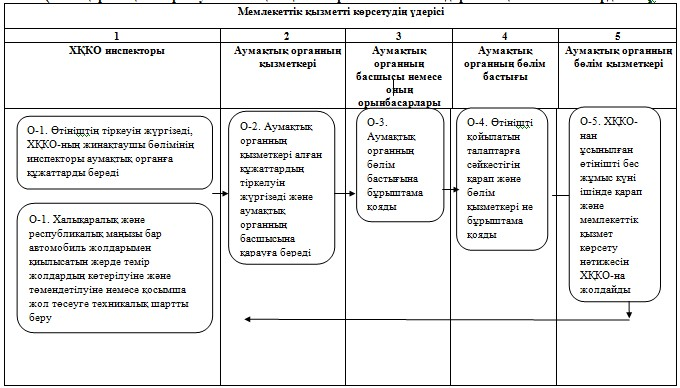 Мемлекеттік қызметті көрсетудің үдерісі
1
2
3
4
5
ХҚКО инспекторы
Аумақтық органның
қызметкері
Аумақтық
органның
басшысы немесе
оның
орынбасарлары
Аумақтық
органның бөлім
бастығы
Аумақтық органның
бөлім қызметкері
О-1. Өтініштің тіркеуін жүргізеді,
ХҚКО-ның жинақтаушы бөлімінің
инспекторы аумақтық органға
құжаттарды береді
О-1. Халықаралық және
республикалық маңызы бар
автомобиль жолдарымен
қиылысатын жерде темір
жолдардың көтерілуіне және
төмендетілуіне немесе қосымша
жол төсеуге техникалық шартты
беру
О-2. Аумақтық
органның
қызметкері алған
құжаттардың
тіркелуін
жүргізеді және
аумақтық
органның
басшысына
қарауға береді
О-3.
Аумақтық
органның
бөлім
бастығына
бұрыштама
қояды
О-4. Өтінішті
қойылатын
талаптарға
сәйкестігін
қарап және
бөлім
қызметкері не
бұрыштама
қояды
О-5. ХҚКО-
нан
ұсынылған
өтінішті бес
жұмыс күні
ішінде қарап
және
мемлекеттік
қызмет
көрсету
нәтижесін
ХҚКО-на
жолдайды